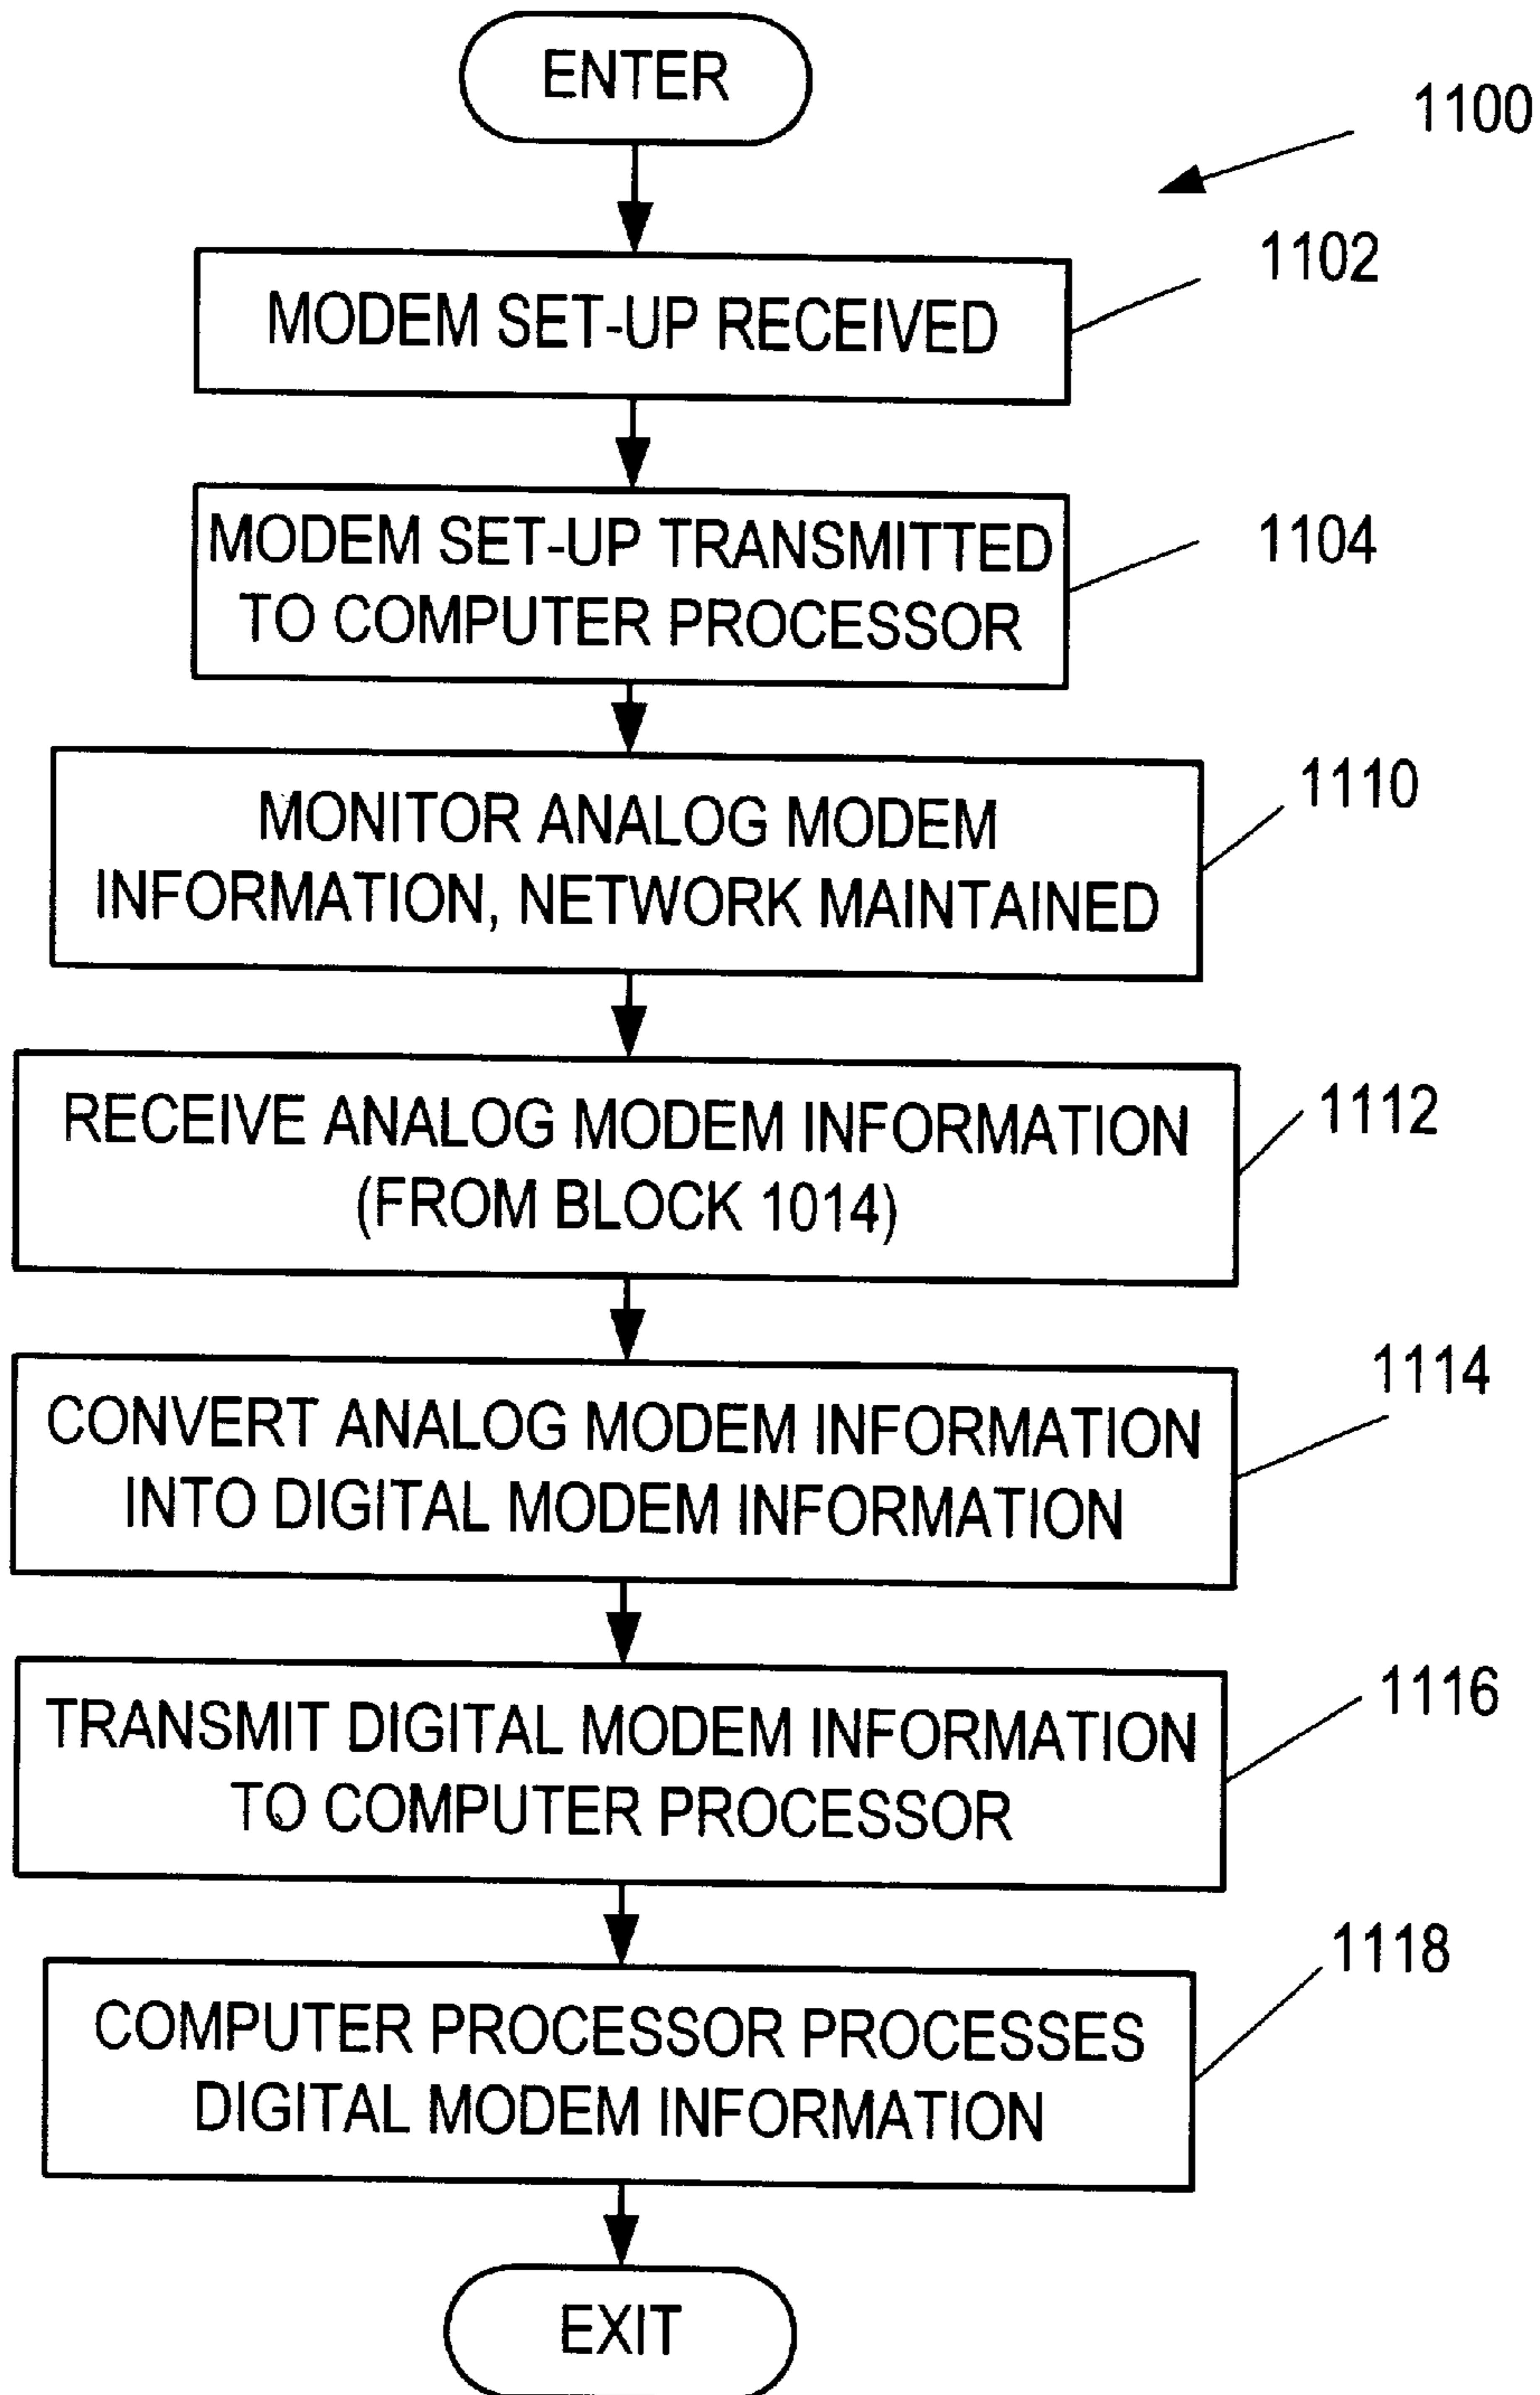 ENTER
1100
1102
MODEM SET-UP RECEIVED
1104
MODEM SET-UP TRANSMITTED
TO COMPUTER PROCESSOR
1110
MONITOR ANALOG MODEM
INFORMATION, NETWORK MAINTAINED
1112
RECEIVE ANALOG MODEM INFORMATION
(FROM BLOCK 1014)
1114
CONVERT ANALOG MODEM INFORMATION
INTO DIGITAL MODEM INFORMATION
1116
TRANSMIT DIGITAL MODEM INFORMATION
TO COMPUTER PROCESSOR
1118
COMPUTER PROCESSOR PROCESSES
DIGITAL MODEM INFORMATION
EXIT